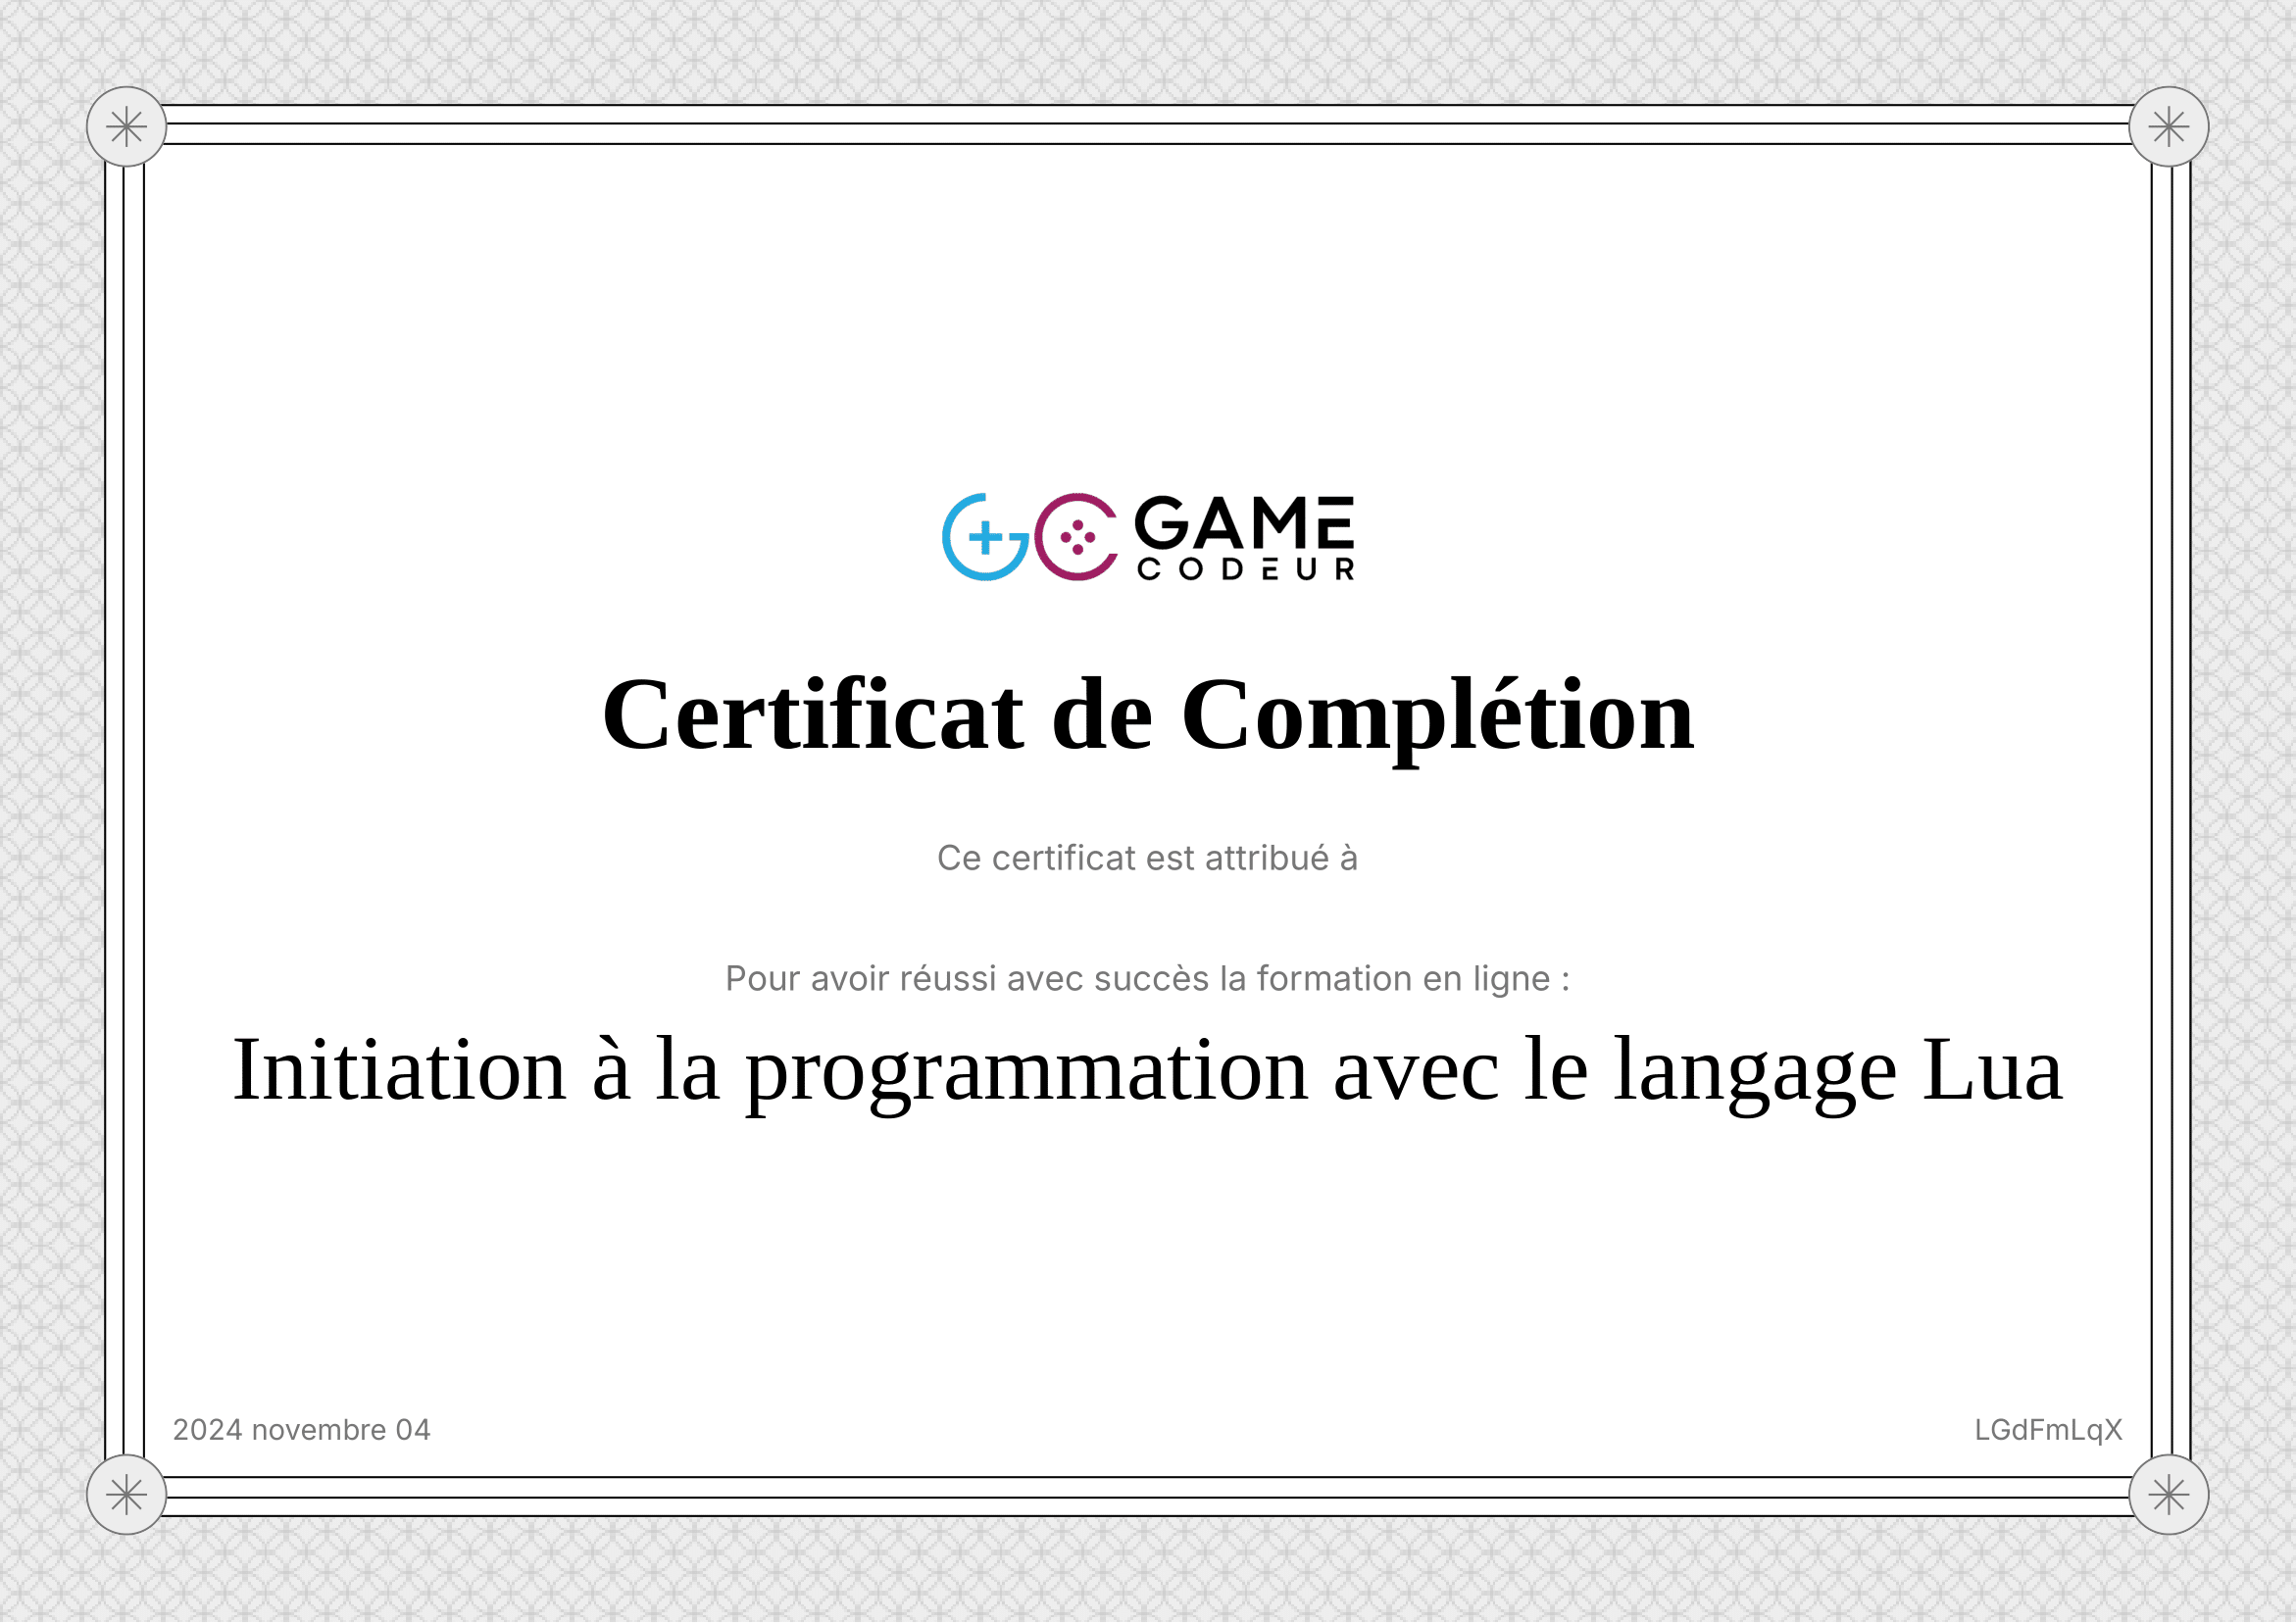 GAME
CODEUR
Certificat de Complétion
Ce certificat est attribué à
Pour avoir réussi avec succès la formation en ligne :
Initiation à la programmation avec le langage Lua
2024 novembre 04
LGdFmLqX